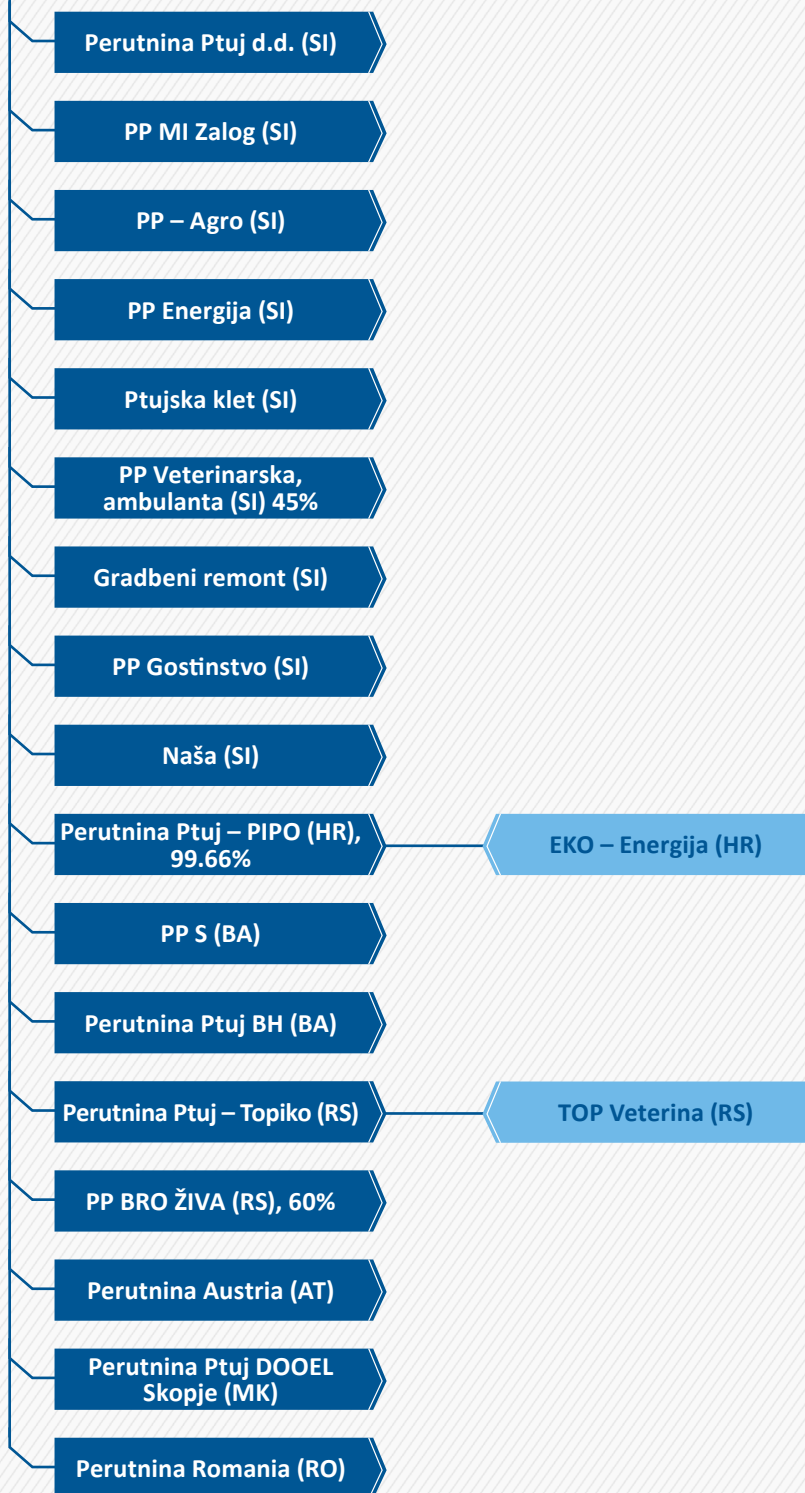 Perutnina Ptuj d.d. (SI)
PP MI Zalog (SI)
PP – Agro (SI)
PP Energija (SI)
Ptujska klet (SI)
PP Veterinarska,
ambulanta (SI) 45%
Gradbeni remont (SI)
PP Gostinstvo (SI)
Naša (SI)
Perutnina Ptuj – PIPO (HR),
99.66%
EKO – Energija (HR)
PP S (BA)
Perutnina Ptuj BH (BA)
Perutnina Ptuj – Topiko (RS)
TOP Veterina (RS)
PP BRO ŽIVA (RS), 60%
Perutnina Austria (AT)
Perutnina Ptuj DOOEL
Skopje (MK)
Perutnina Romania (RO)